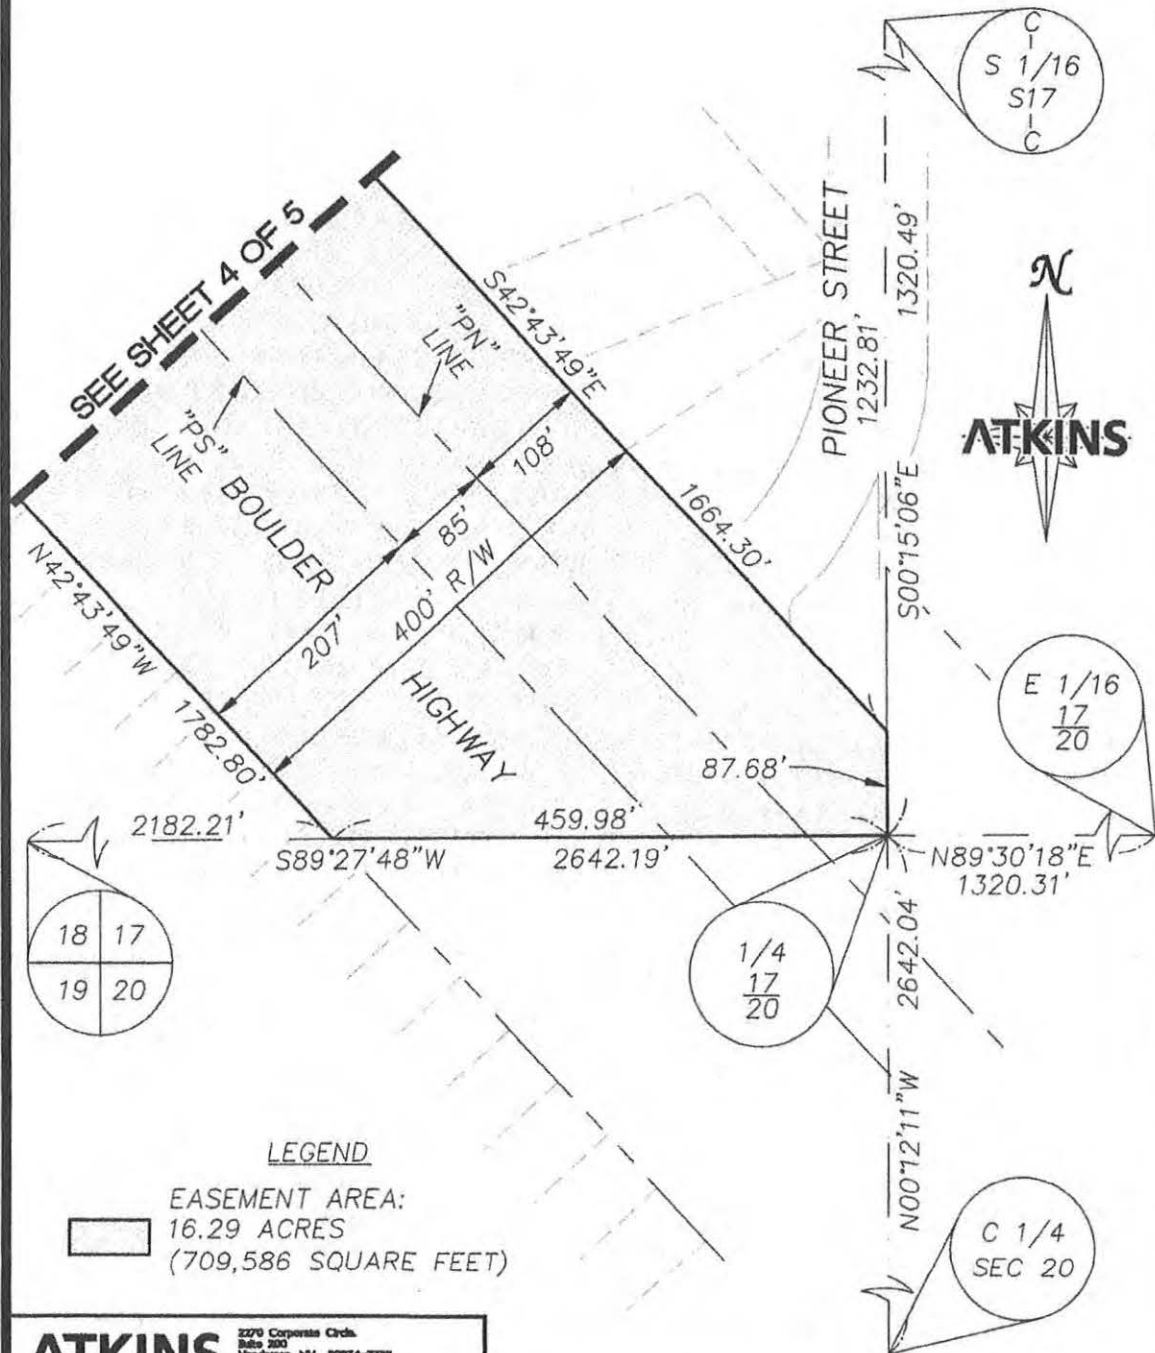 C
S 1/16
S17
C
SEE SHEET 4 OF 5
S42°43'49"E
"PN"
LINE
PIONEER STREET
1232.81'
1320.49'
N
ATKINS
"PS"
LINE
BOULDER
108'
85'
400' R/W
207'
1664.30'
S00°15'06"E
N42°43'49"W
HIGHWAY
E 1/16
17
20
1782.80'
87.68'
2182.21'
459.98'
S89°27'48"W
2642.19'
N89°30'18"E
1320.31'
18 17
19 20
1/4
17
20
2642.04'
N00°12'11"W
LEGEND
EASEMENT AREA:
16.29 ACRES
(709,586 SQUARE FEET)
C 1/4
SEC 20
ATKINS
2270 Corporate Circle
Suite 200